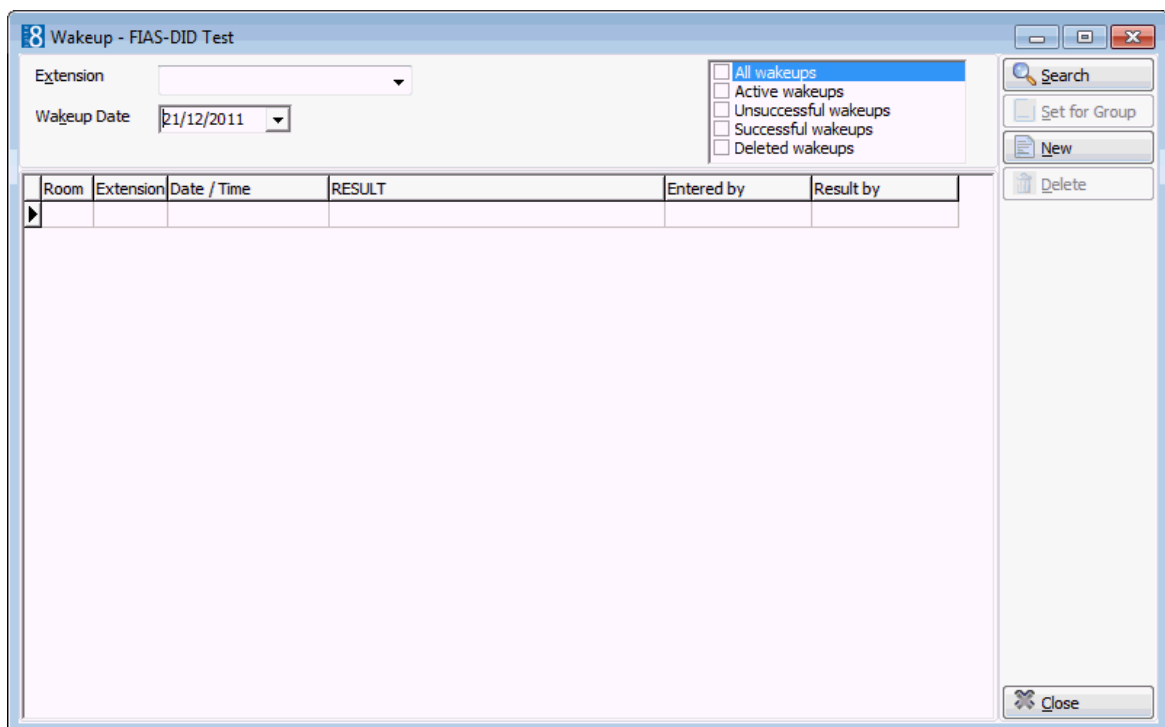 8 Wakeup - FIAS-DID Test
Extension
Wakeup Date 21/12/2011
All wakeups
Active wakeups
Unsuccessful wakeups
Successful wakeups
Deleted wakeups
Search
Set for Group
New
Delete
Room Extension Date / Time RESULT Entered by Result by
Close